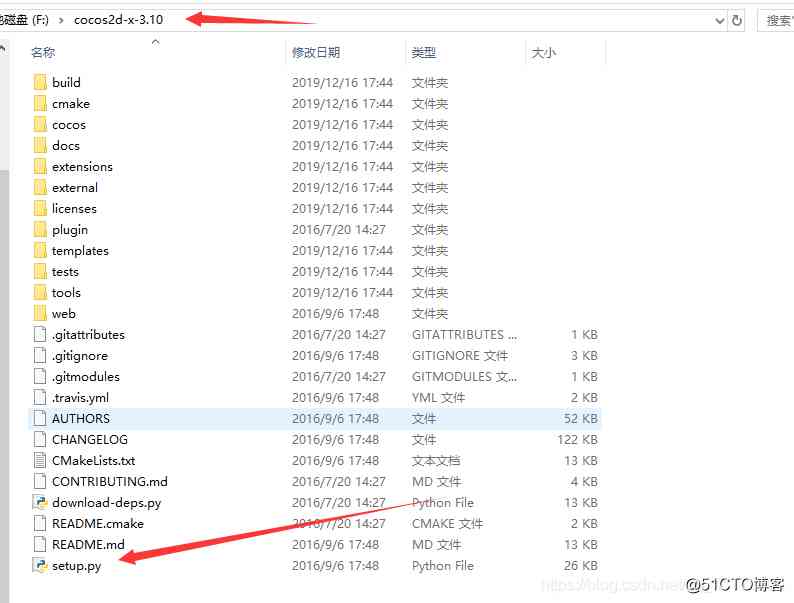 磁盘 (F:) › cocos2d-x-3.10 搜索"
名称 修改日期 类型 大小
build 2019/12/16 17:44 文件夹
cmake 2019/12/16 17:44 文件夹
cocos 2019/12/16 17:44 文件夹
docs 2019/12/16 17:44 文件夹
extensions 2019/12/16 17:44 文件夹
external 2019/12/16 17:44 文件夹
licenses 2019/12/16 17:44 文件夹
plugin 2016/7/20 14:27 文件夹
templates 2019/12/16 17:44 文件夹
tests 2019/12/16 17:44 文件夹
tools 2019/12/16 17:44 文件夹
web 2016/9/6 17:48 文件夹
.gitattributes 2016/7/20 14:27 GITATTRIBUTES ... 1 KB
.gitignore 2016/9/6 17:48 GITIGNORE 文件 3 KB
.gitmodules 2016/7/20 14:27 GITMODULES 文... 1 KB
.travis.yml 2016/9/6 17:48 YML 文件 2 KB
AUTHORS 2016/9/6 17:48 文件 52 KB
CHANGELOG 2016/9/6 17:48 文件 122 KB
CMakeLists.txt 2016/9/6 17:48 文本文档 13 KB
CONTRIBUTING.md 2016/7/20 14:27 MD 文件 4 KB
download-deps.py 2016/7/20 14:27 Python File 13 KB
README.cmake 2016/7/20 14:27 CMAKE 文件 2 KB
README.md 2016/9/6 17:48 MD 文件 13 KB
setup.py 2016/9/6 17:48 Python File 26 KB
https://blog.csdn.net @51CTO博客